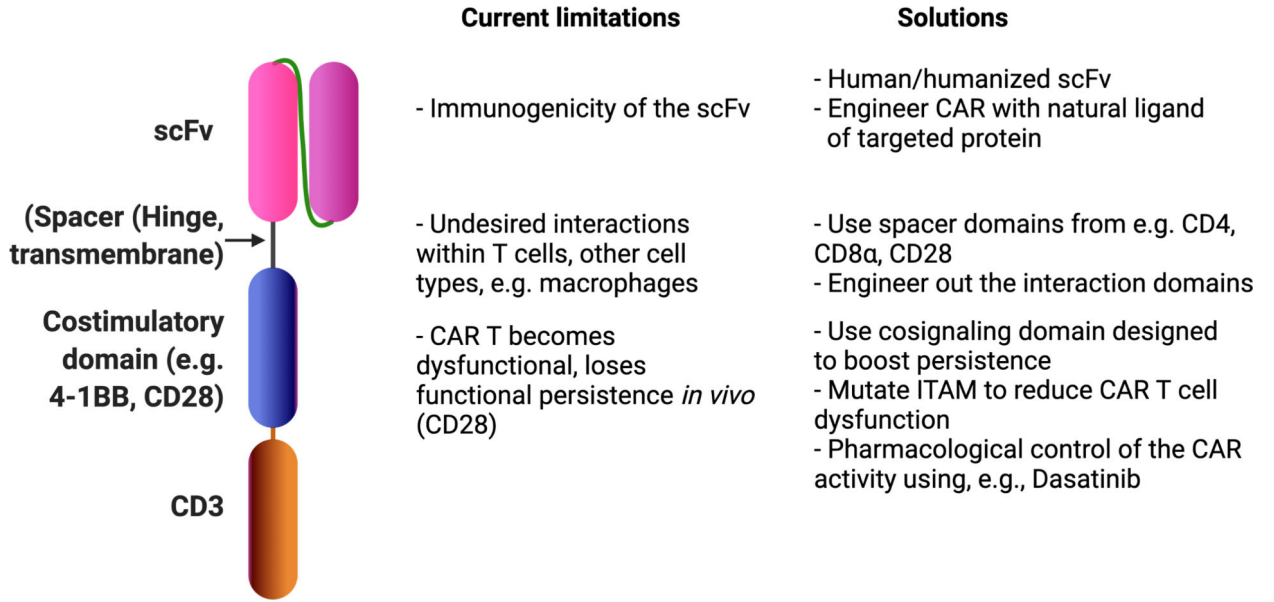 Current limitations
Solutions
scFv
- Immunogenicity of the scFv
- Human/humanized scFv
- Engineer CAR with natural ligand
of targeted protein
(Spacer (Hinge,
transmembrane)
- Undesired interactions
within T cells, other cell
types, e.g. macrophages
- Use spacer domains from e.g. CD4,
CD8α, CD28
- Engineer out the interaction domains
Costimulatory
domain (e.g.
4-1BB, CD28)
- CAR T becomes
dysfunctional, loses
functional persistence in vivo
(CD28)
- Use cosignaling domain designed
to boost persistence
- Mutate ITAM to reduce CAR T cell
dysfunction
- Pharmacological control of the CAR
activity using, e.g., Dasatinib
CD3